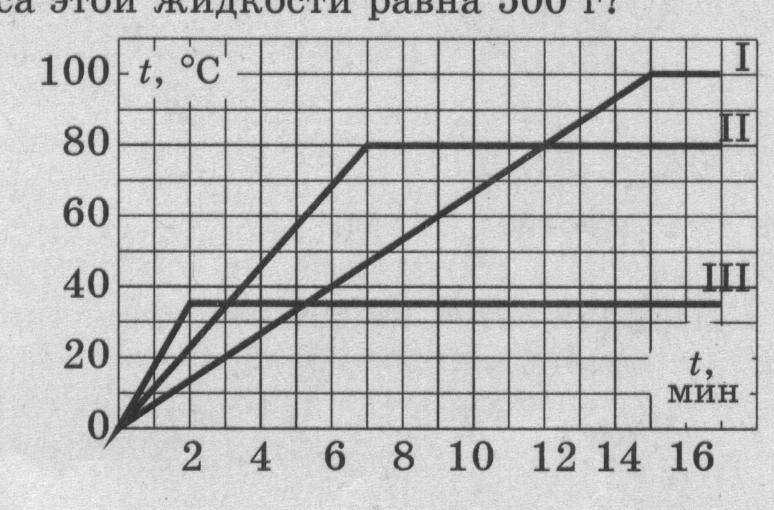 са этой жидкости равна 500 г?
100 t, °C I
80 II
60
40 III
20 t,
0 мин
2 4 6 8 10 12 14 16